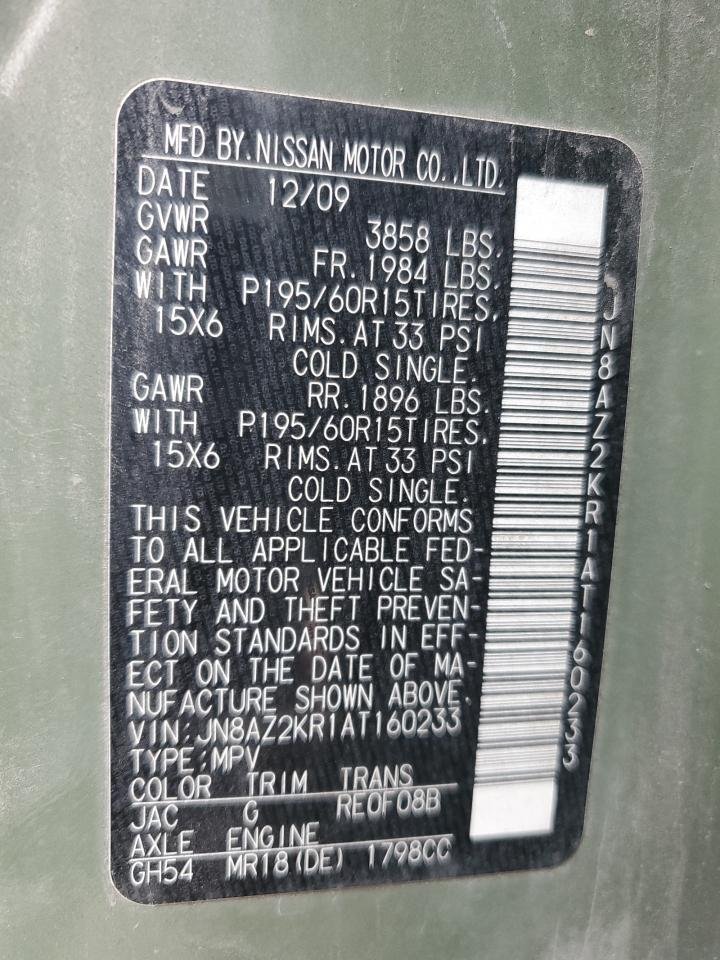 MFD BY.NISSAN MOTOR CO.,LTD.
DATE 12/09
GVWR 3858 LBS.
GAWR FR.1984 LBS.
WITH P195/60R15TIRES.
15X6 RIMS.AT 33 PSI
COLD SINGLE.
GAWR RR.1896 LBS.
WITH P195/60R15TIRES.
15X6 RIMS.AT 33 PSI
COLD SINGLE.
THIS VEHICLE CONFORMS
TO ALL APPLICABLE FED-
ERAL MOTOR VEHICLE SA-
FETY AND THEFT PREVEN-
TION STANDARDS IN EFF-
ECT ON THE DATE OF MA-
NUFACTURE SHOWN ABOVE.
VIN:JN8AZ2KR1AT160233
TYPE:MPV
COLOR TRIM TRANS
JAC G RE0F08B
AXLE ENGINE
GH54 MR18(DE) 1798CC
JN8AZ2KR1AT160233